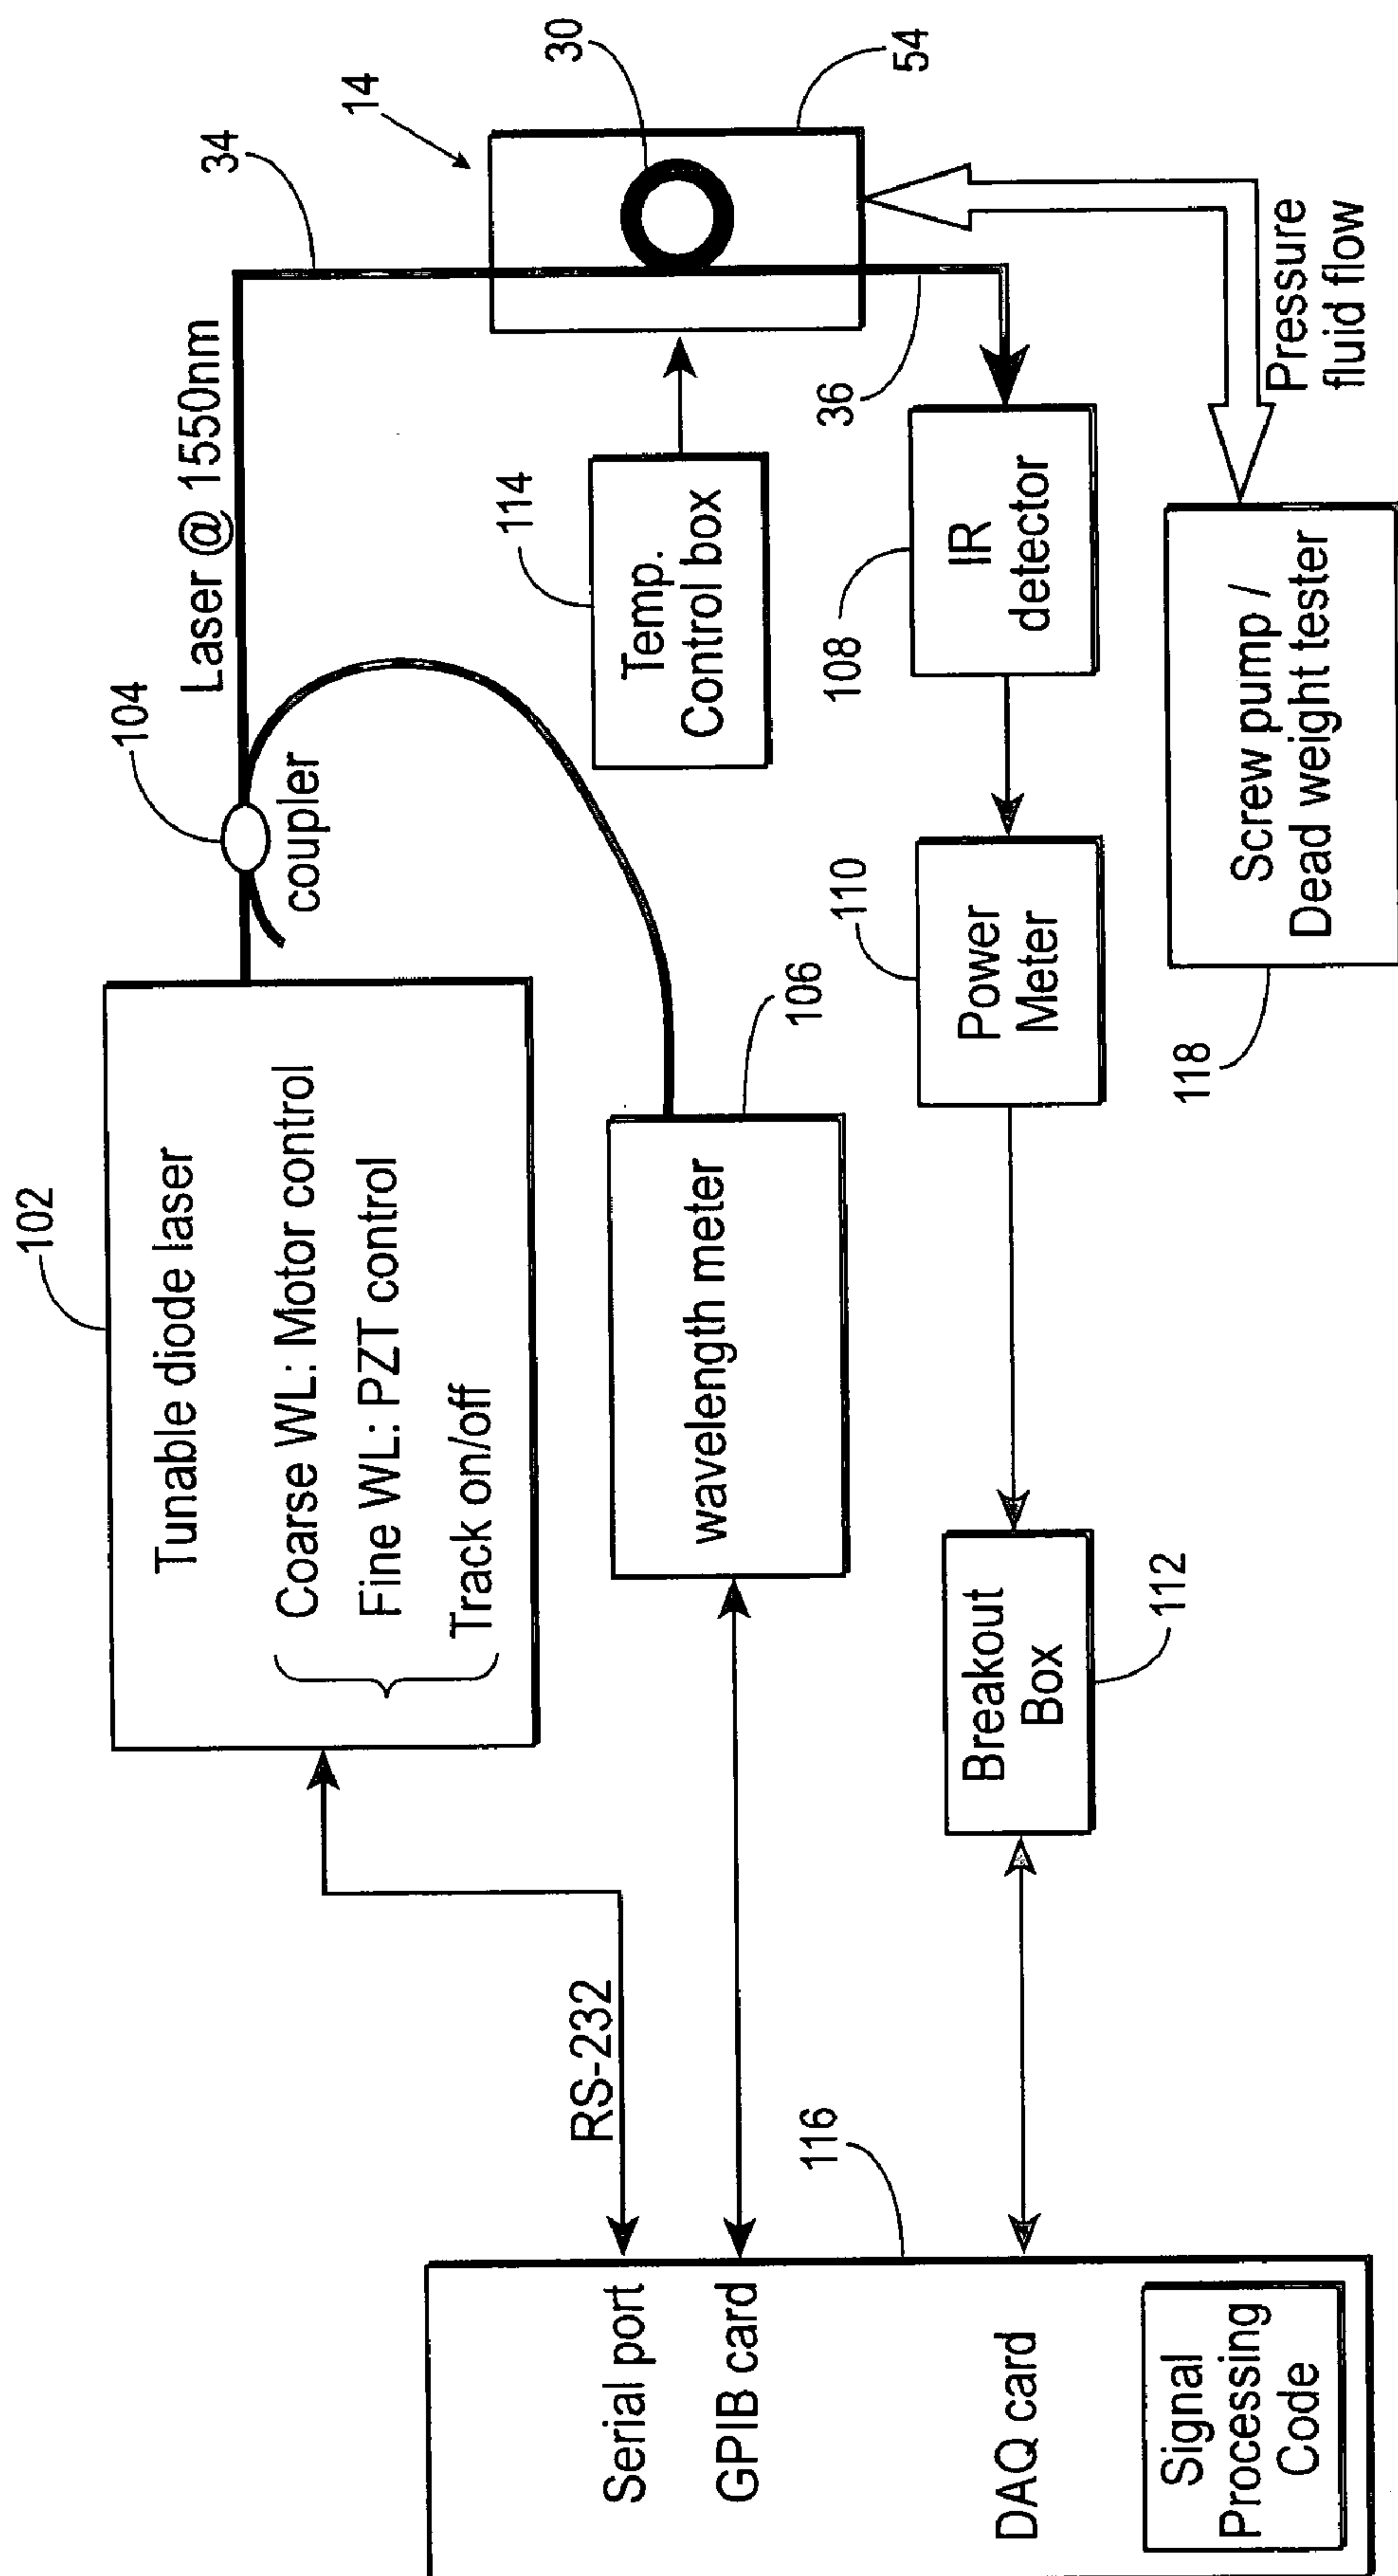 102
Tunable diode laser
Coarse WL: Motor control
Fine WL: PZT control
Track on/off
104
coupler
Laser @ 1550nm
34
14
30
54
RS-232
106
wavelength meter
114
Temp.
Control box
36
116
Serial port
GPIB card
DAQ card
Signal
Processing
Code
Breakout
Box
112
110
Power
Meter
108
IR
detector
118
Screw pump /
Dead weight tester
Pressure
fluid flow